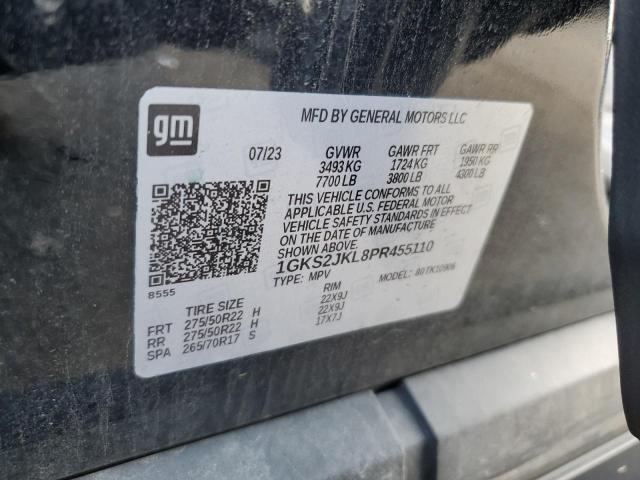 gm
MFD BY GENERAL MOTORS LLC
07/23 GVWR GAWR FRT GAWR RR
3493 KG 1724 KG 1950 KG
7700 LB 3800 LB 4300 LB
THIS VEHICLE CONFORMS TO ALL
APPLICABLE U.S. FEDERAL MOTOR
VEHICLE SAFETY STANDARDS IN EFFECT
ON THE DATE OF MANUFACTURE
SHOWN ABOVE.
1GKS2JKL8PR455110
TYPE: MPV MODEL: 80TK10906
8555
TIRE SIZE RIM
FRT 275/50R22 H 22X9J
RR 275/50R22 H 22X9J
SPA 265/70R17 S 17X7J